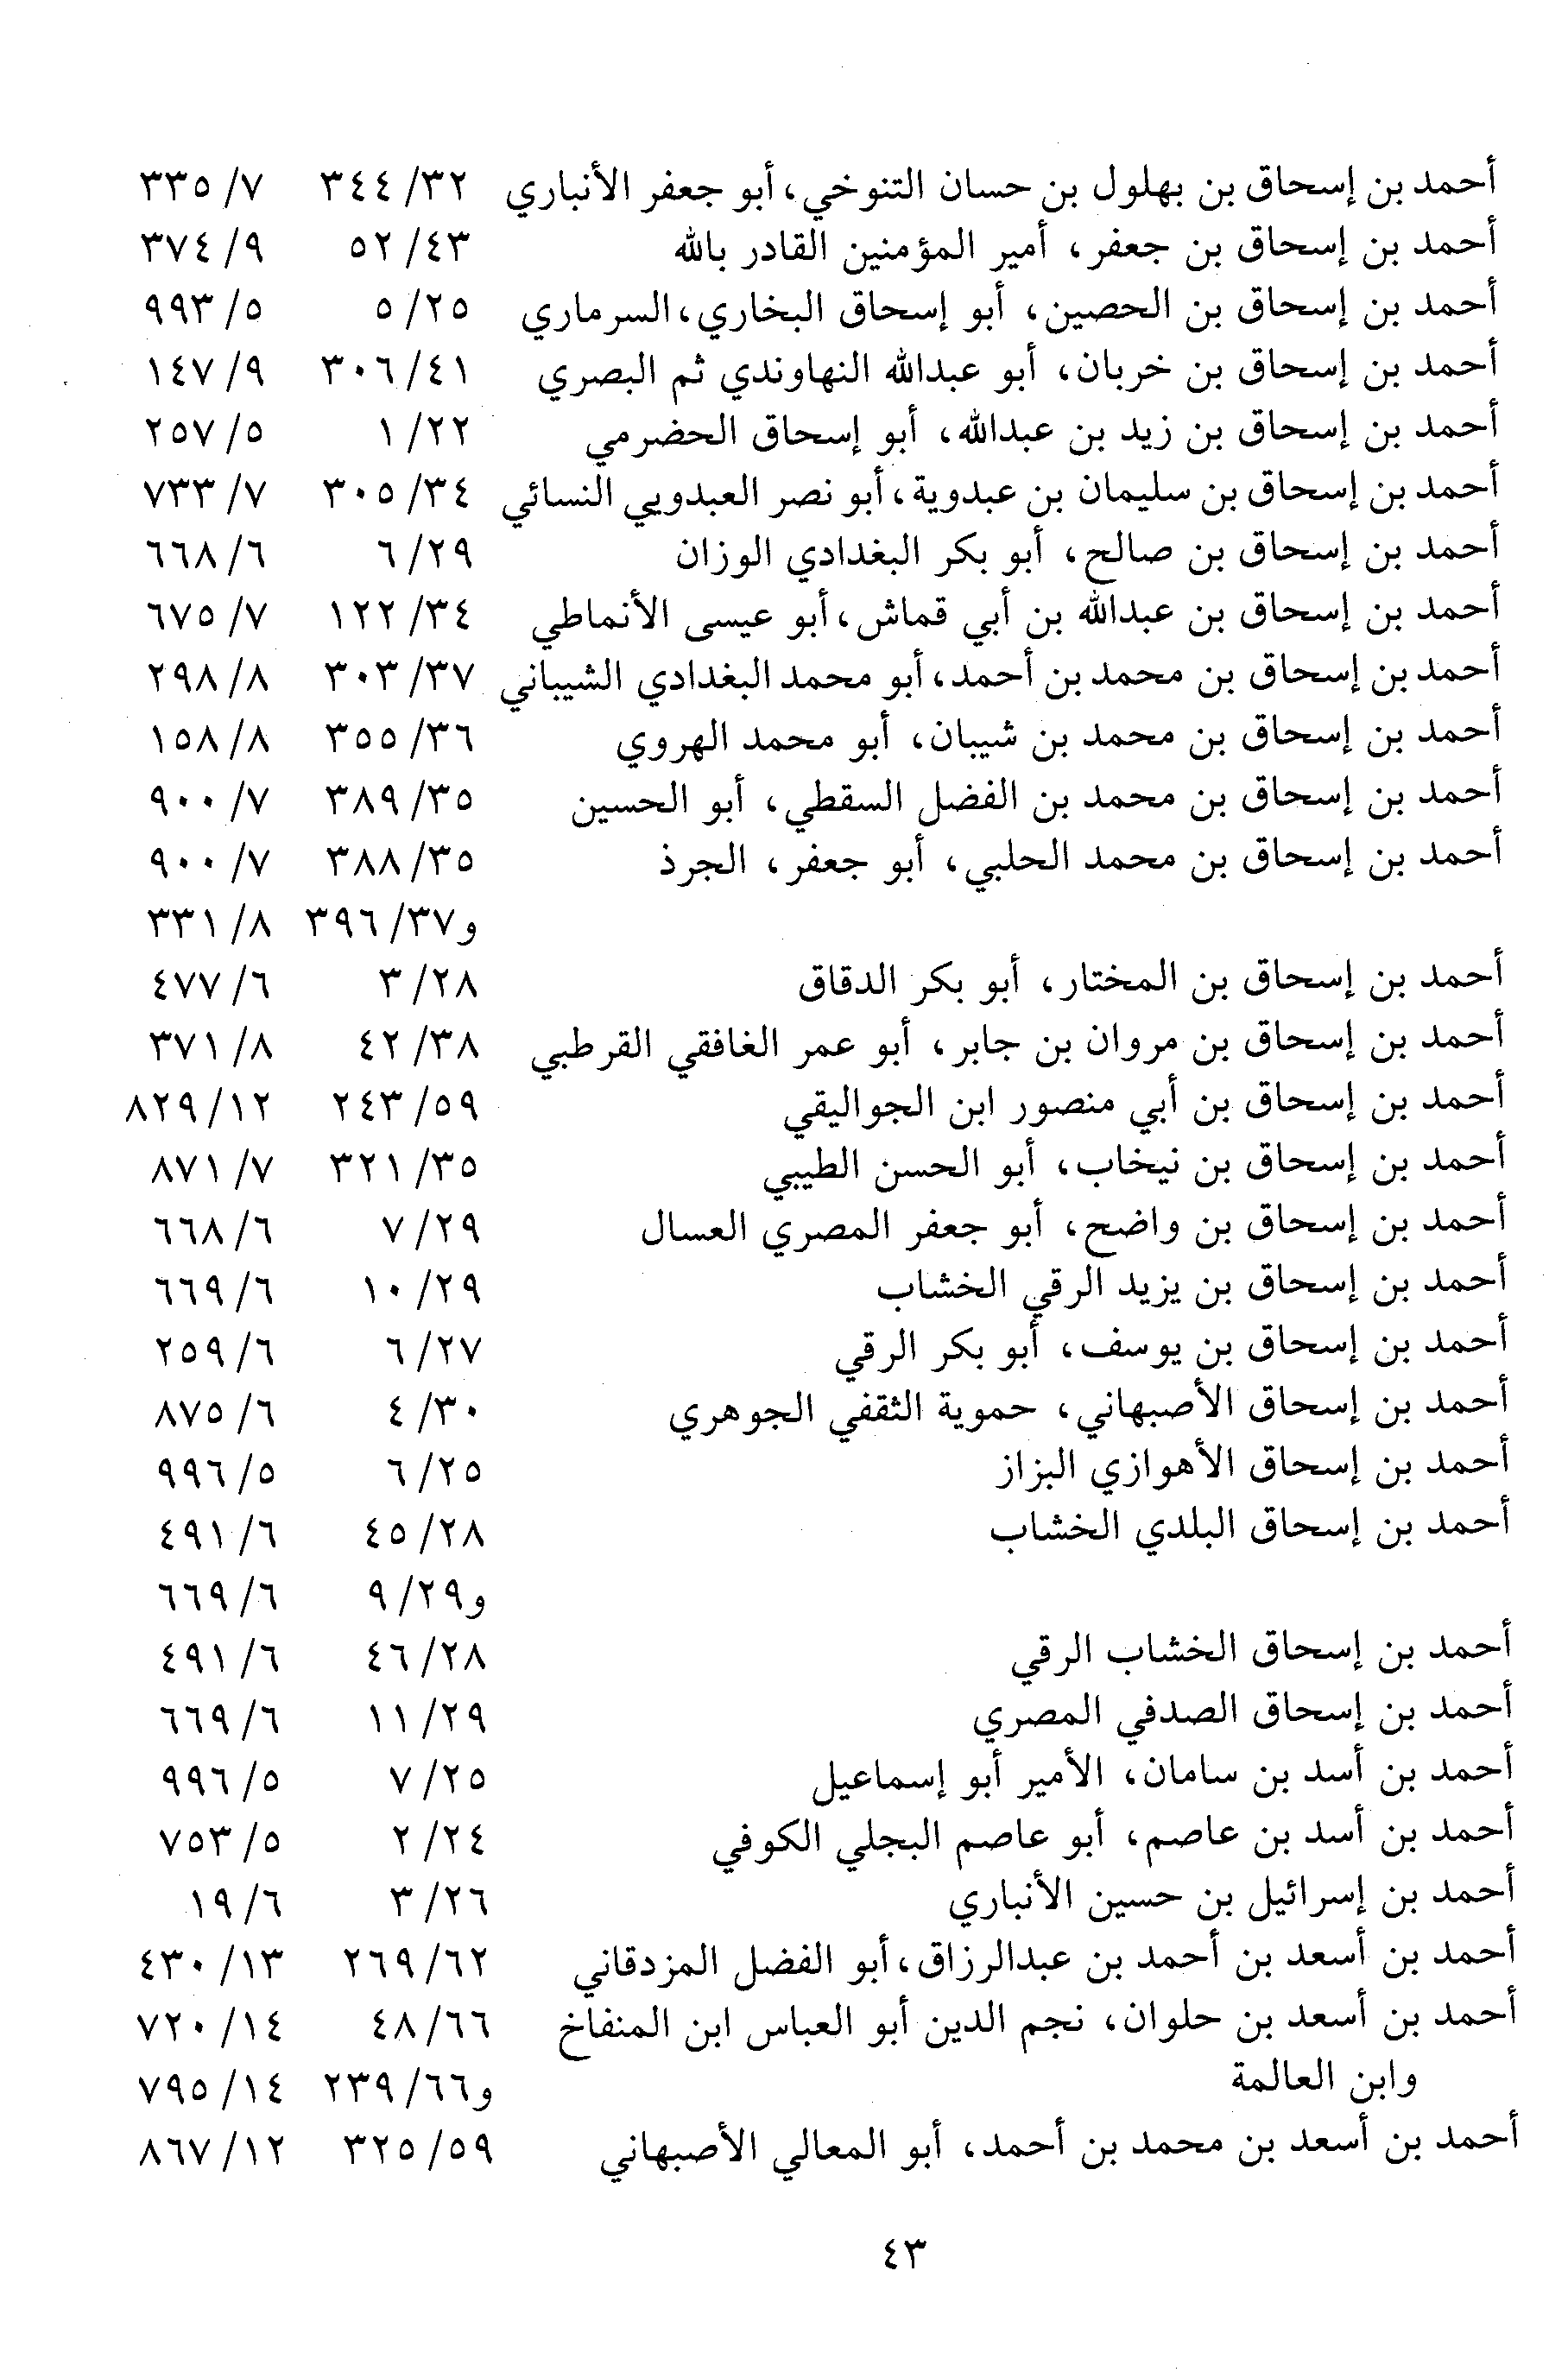 أحمد بن إسحاق بن بهلول بن حسان التنوخي، أبو جعفر الأنباري ٣٤٤/٣٢ ٣٣٥/٧
أحمد بن إسحاق بن جعفر، أمير المؤمنين القادر بالله ٥٢/٤٣ ٣٧٤/٩
أحمد بن إسحاق بن الحصين، أبو إسحاق البخاري، السرماري ٥/٢٥ ٩٩٣/٥
أحمد بن إسحاق بن خربان، أبو عبدالله النهاوندي ثم البصري ٣٠٦/٤١ ١٤٧/٩
أحمد بن إسحاق بن زيد بن عبدالله، أبو إسحاق الحضرمي ١/٢٢ ٢٥٧/٥
أحمد بن إسحاق بن سليمان بن عبدوية، أبو نصر العبدويي النسائي ٣٠٥/٣٤ ٧٣٣/٧
أحمد بن إسحاق بن صالح، أبو بكر البغدادي الوزان ٦/٢٩ ٦٦٨/٦
أحمد بن إسحاق بن عبدالله بن أبي قماش، أبو عيسى الأنماطي ١٢٢/٣٤ ٦٧٥/٧
أحمد بن إسحاق بن محمد بن أحمد، أبو محمد البغدادي الشيباني ٣٠٣/٣٧ ٢٩٨/٨
أحمد بن إسحاق بن محمد بن شيبان، أبو محمد الهروي ٣٥٥/٣٦ ١٥٨/٨
أحمد بن إسحاق بن محمد بن الفضل السقطي، أبو الحسين ٣٨٩/٣٥ ٩٠٠/٧
أحمد بن إسحاق بن محمد الحلبي، أبو جعفر، الجرذ ٣٨٨/٣٥ ٩٠٠/٧
و٣٩٦/٣٧ ٣٣١/٨
أحمد بن إسحاق بن المختار، أبو بكر الدقاق ٣/٢٨ ٤٧٧/٦
أحمد بن إسحاق بن مروان بن جابر، أبو عمر الغافقي القرطبي ٤٢/٣٨ ٣٧١/٨
أحمد بن إسحاق بن أبي منصور ابن الجواليقي ٢٤٣/٥٩ ٨٢٩/١٢
أحمد بن إسحاق بن نيخاب، أبو الحسن الطيبي ٣٢١/٣٥ ٨٧١/٧
أحمد بن إسحاق بن واضح، أبو جعفر المصري العسال ٧/٢٩ ٦٦٨/٦
أحمد بن إسحاق بن يزيد الرقي الخشاب ١٠/٢٩ ٦٦٩/٦
أحمد بن إسحاق بن يوسف، أبو بكر الرقي ٦/٢٧ ٢٥٩/٦
أحمد بن إسحاق الأصبهاني، حموية الثقفي الجوهري ٤/٣٠ ٨٧٥/٦
أحمد بن إسحاق الأهوازي البزاز ٦/٢٥ ٩٩٦/٥
أحمد بن إسحاق البلدي الخشاب ٤٥/٢٨ ٤٩١/٦
و٩/٢٩ ٦٦٩/٦
أحمد بن إسحاق الخشاب الرقي ٤٦/٢٨ ٤٩١/٦
أحمد بن إسحاق الصدفي المصري ١١/٢٩ ٦٦٩/٦
أحمد بن أسد بن سامان، الأمير أبو إسماعيل ٧/٢٥ ٩٩٦/٥
أحمد بن أسد بن عاصم، أبو عاصم البجلي الكوفي ٢/٢٤ ٧٥٣/٥
أحمد بن إسرائيل بن حسين الأنباري ٣/٢٦ ١٩/٦
أحمد بن أسعد بن أحمد بن عبدالرزاق، أبو الفضل المزدقاني ٢٦٩/٦٢ ٤٣٠/١٣
أحمد بن أسعد بن حلوان، نجم الدين أبو العباس ابن المنفاخ ٤٨/٦٦ ٧٢٠/١٤
وابن العالمة و٢٣٩/٦٦ ٧٩٥/١٤
أحمد بن أسعد بن محمد بن أحمد، أبو المعالي الأصبهاني ٣٢٥/٥٩ ٨٦٧/١٢
٤٣